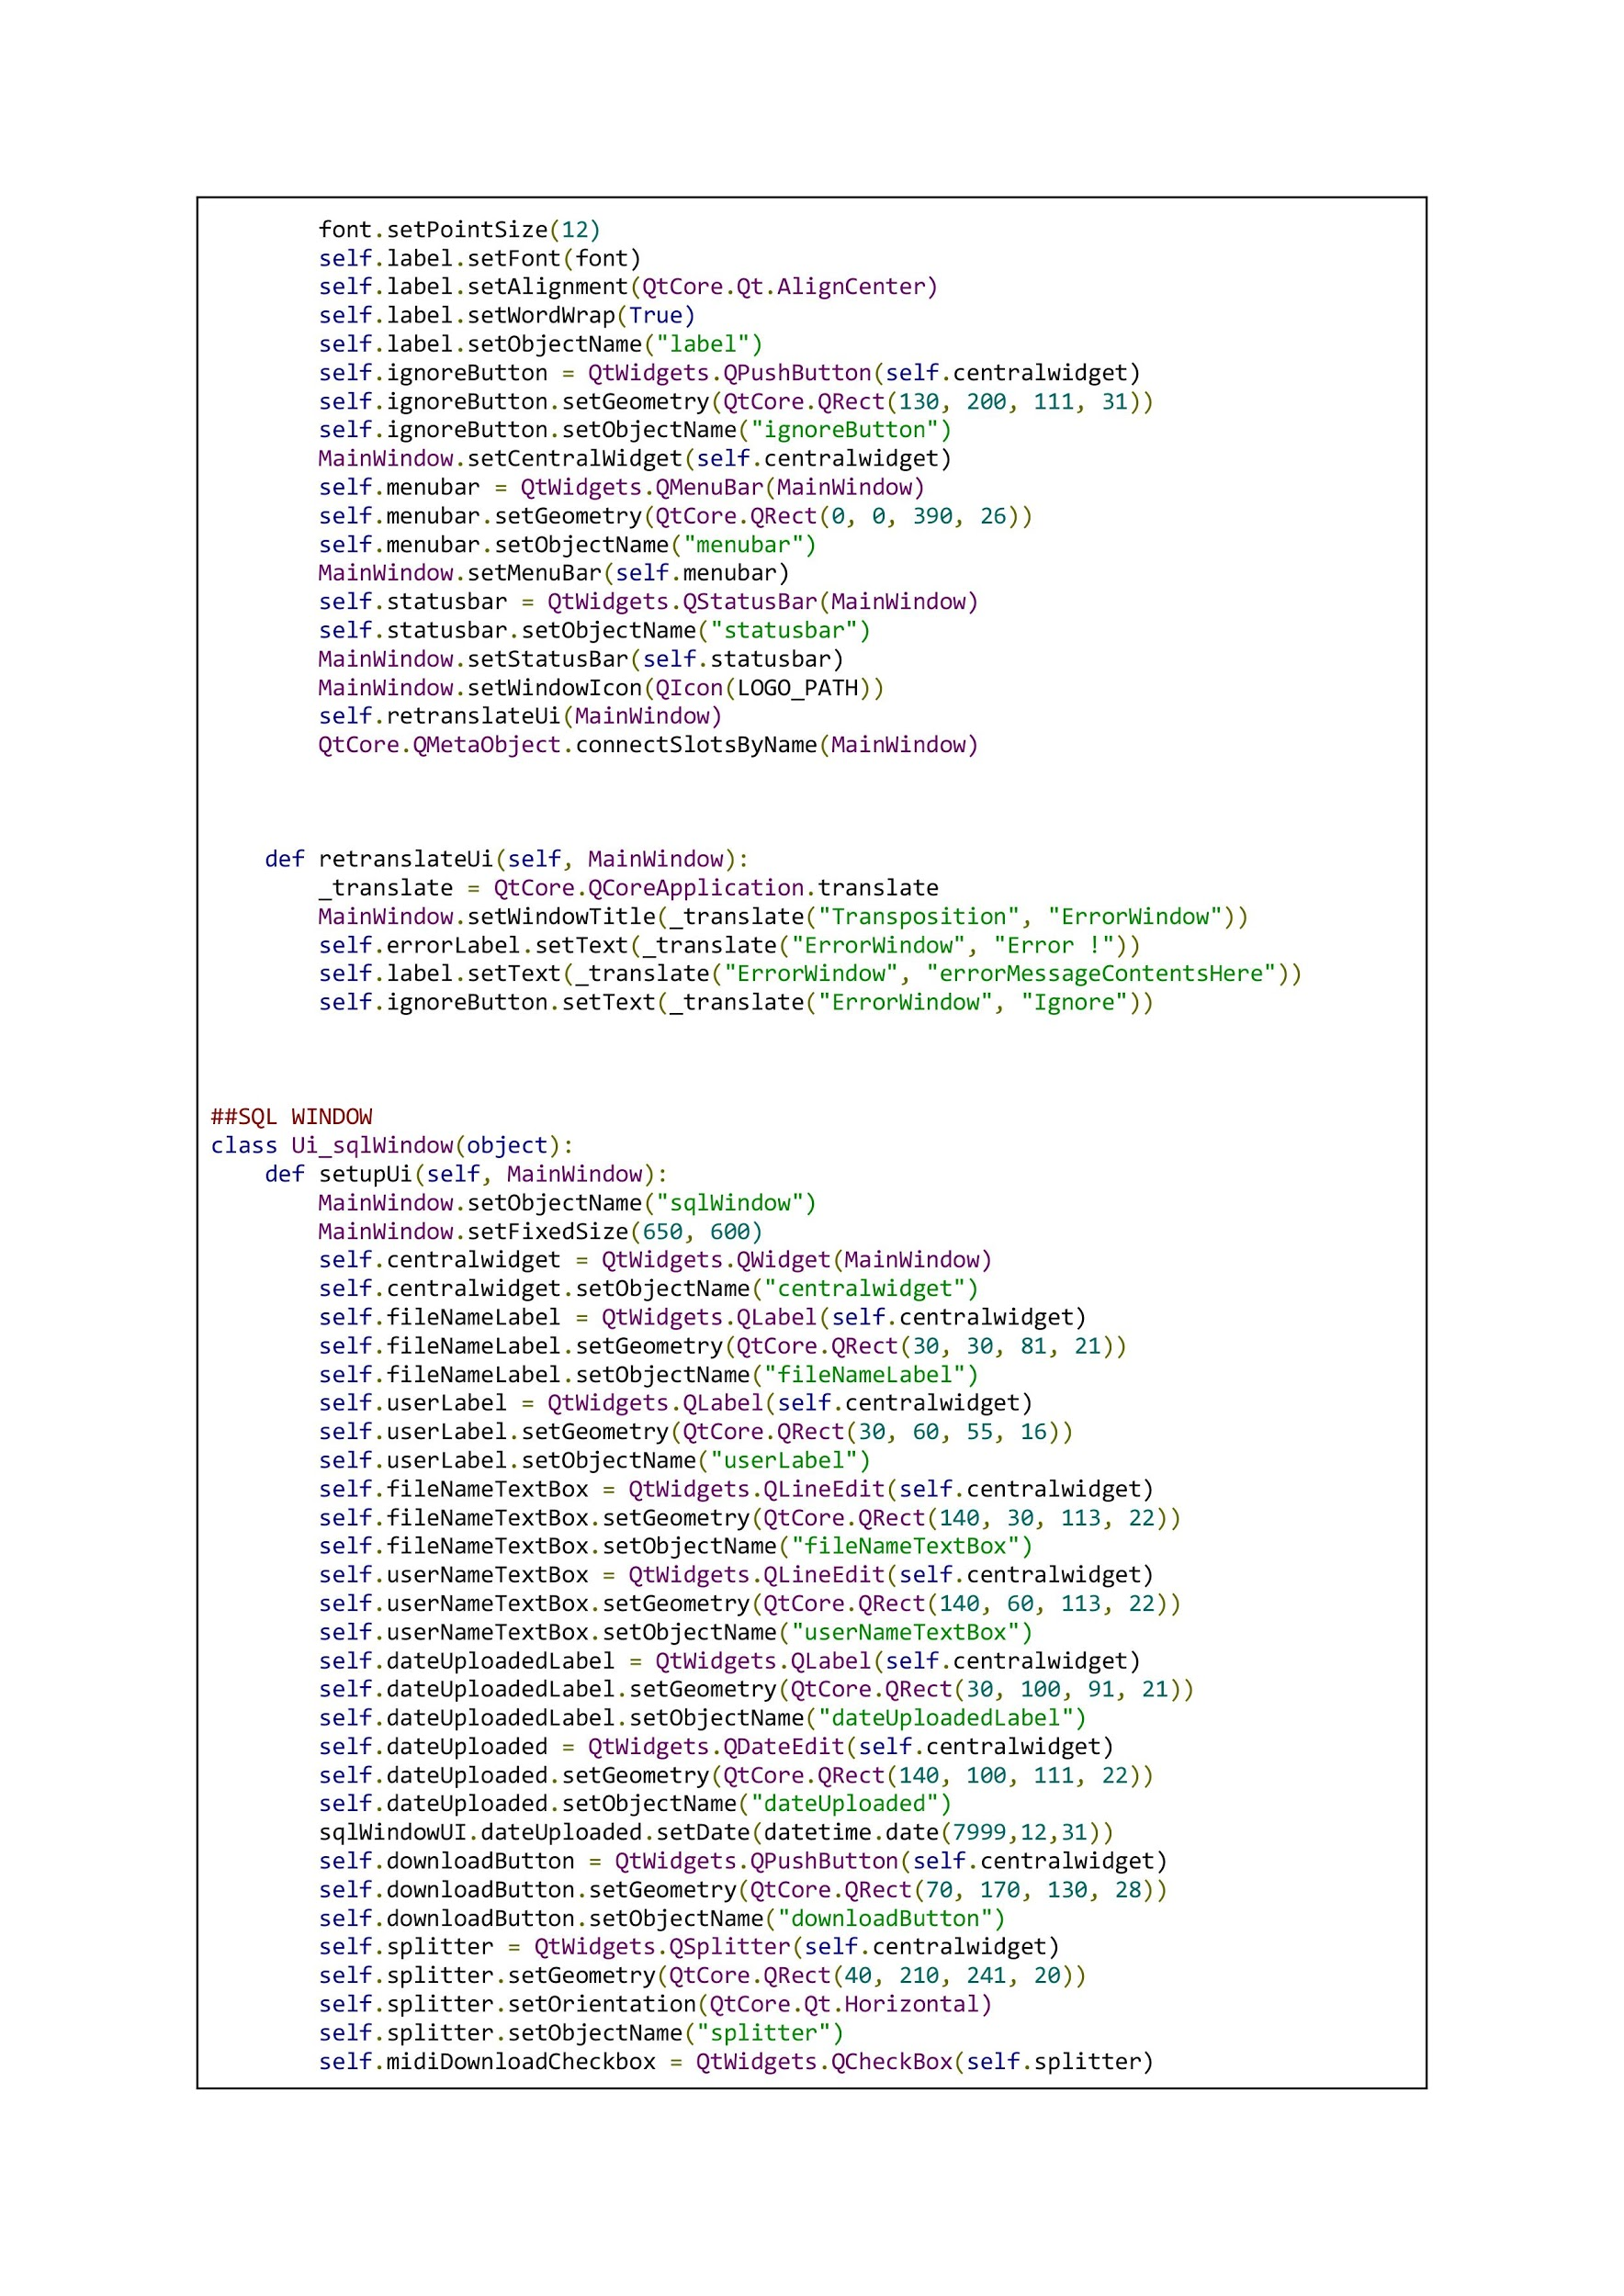 font.setPointSize(12)
        self.label.setFont(font)
        self.label.setAlignment(QtCore.Qt.AlignCenter)
        self.label.setWordWrap(True)
        self.label.setObjectName("label")
        self.ignoreButton = QtWidgets.QPushButton(self.centralwidget)
        self.ignoreButton.setGeometry(QtCore.QRect(130, 200, 111, 31))
        self.ignoreButton.setObjectName("ignoreButton")
        MainWindow.setCentralWidget(self.centralwidget)
        self.menubar = QtWidgets.QMenuBar(MainWindow)
        self.menubar.setGeometry(QtCore.QRect(0, 0, 390, 26))
        self.menubar.setObjectName("menubar")
        MainWindow.setMenuBar(self.menubar)
        self.statusbar = QtWidgets.QStatusBar(MainWindow)
        self.statusbar.setObjectName("statusbar")
        MainWindow.setStatusBar(self.statusbar)
        MainWindow.setWindowIcon(QIcon(LOGO_PATH))
        self.retranslateUi(MainWindow)
        QtCore.QMetaObject.connectSlotsByName(MainWindow)

    def retranslateUi(self, MainWindow):
        _translate = QtCore.QCoreApplication.translate
        MainWindow.setWindowTitle(_translate("Transposition", "ErrorWindow"))
        self.errorLabel.setText(_translate("ErrorWindow", "Error !"))
        self.label.setText(_translate("ErrorWindow", "errorMessageContentsHere"))
        self.ignoreButton.setText(_translate("ErrorWindow", "Ignore"))

##SQL WINDOW
class Ui_sqlWindow(object):
    def setupUi(self, MainWindow):
        MainWindow.setObjectName("sqlWindow")
        MainWindow.setFixedSize(650, 600)
        self.centralwidget = QtWidgets.QWidget(MainWindow)
        self.centralwidget.setObjectName("centralwidget")
        self.fileNameLabel = QtWidgets.QLabel(self.centralwidget)
        self.fileNameLabel.setGeometry(QtCore.QRect(30, 30, 81, 21))
        self.fileNameLabel.setObjectName("fileNameLabel")
        self.userLabel = QtWidgets.QLabel(self.centralwidget)
        self.userLabel.setGeometry(QtCore.QRect(30, 60, 55, 16))
        self.userLabel.setObjectName("userLabel")
        self.fileNameTextBox = QtWidgets.QLineEdit(self.centralwidget)
        self.fileNameTextBox.setGeometry(QtCore.QRect(140, 30, 113, 22))
        self.fileNameTextBox.setObjectName("fileNameTextBox")
        self.userNameTextBox = QtWidgets.QLineEdit(self.centralwidget)
        self.userNameTextBox.setGeometry(QtCore.QRect(140, 60, 113, 22))
        self.userNameTextBox.setObjectName("userNameTextBox")
        self.dateUploadedLabel = QtWidgets.QLabel(self.centralwidget)
        self.dateUploadedLabel.setGeometry(QtCore.QRect(30, 100, 91, 21))
        self.dateUploadedLabel.setObjectName("dateUploadedLabel")
        self.dateUploaded = QtWidgets.QDateEdit(self.centralwidget)
        self.dateUploaded.setGeometry(QtCore.QRect(140, 100, 111, 22))
        self.dateUploaded.setObjectName("dateUploaded")
        sqlWindowUI.dateUploaded.setDate(datetime.date(7999,12,31))
        self.downloadButton = QtWidgets.QPushButton(self.centralwidget)
        self.downloadButton.setGeometry(QtCore.QRect(70, 170, 130, 28))
        self.downloadButton.setObjectName("downloadButton")
        self.splitter = QtWidgets.QSplitter(self.centralwidget)
        self.splitter.setGeometry(QtCore.QRect(40, 210, 241, 20))
        self.splitter.setOrientation(QtCore.Qt.Horizontal)
        self.splitter.setObjectName("splitter")
        self.midiDownloadCheckbox = QtWidgets.QCheckBox(self.splitter)